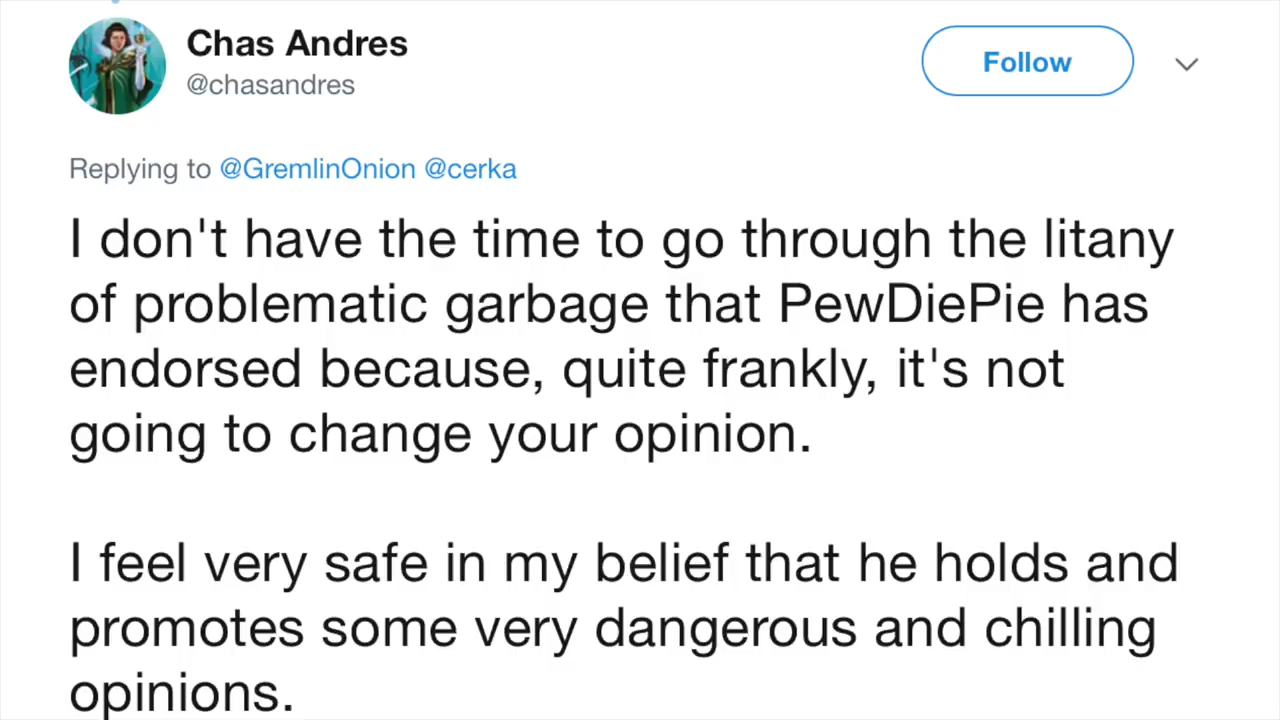 Chas Andres
@chasandres
Follow
Replying to @GremlinOnion @cerka
I don't have the time to go through the litany
of problematic garbage that PewDiePie has
endorsed because, quite frankly, it's not
going to change your opinion.
I feel very safe in my belief that he holds and
promotes some very dangerous and chilling
opinions.